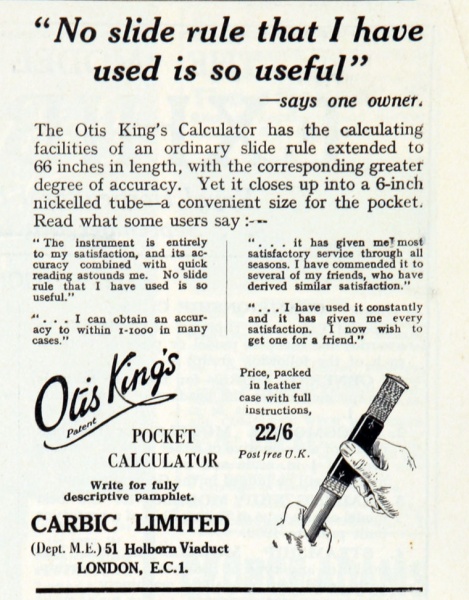 “No slide rule that I have
used is so useful”
—says one owner.
The Otis King's Calculator has the calculating
facilities of an ordinary slide rule extended to
66 inches in length, with the corresponding greater
degree of accuracy. Yet it closes up into a 6-inch
nickelled tube—a convenient size for the pocket.
Read what some users say :--
“ The instrument is entirely
to my satisfaction, and its ac-
curacy combined with quick
reading astounds me. No slide
rule that I have used is so
useful.”
“. . . I can obtain an accur-
acy to within 1-1000 in many
cases.”
“. . . it has given me most
satisfactory service through all
seasons. I have commended it to
several of my friends, who have
derived similar satisfaction.”
“. . . I have used it constantly
and it has given me every
satisfaction. I now wish to
get one for a friend.”
Otis King's
Patent
POCKET
CALCULATOR
Write for fully
descriptive pamphlet.
CARBIC LIMITED
(Dept. M.E.) 51 Holborn Viaduct
LONDON, E.C.1.
Price, packed
in leather
case with full
instructions,
22/6
Post free U.K.